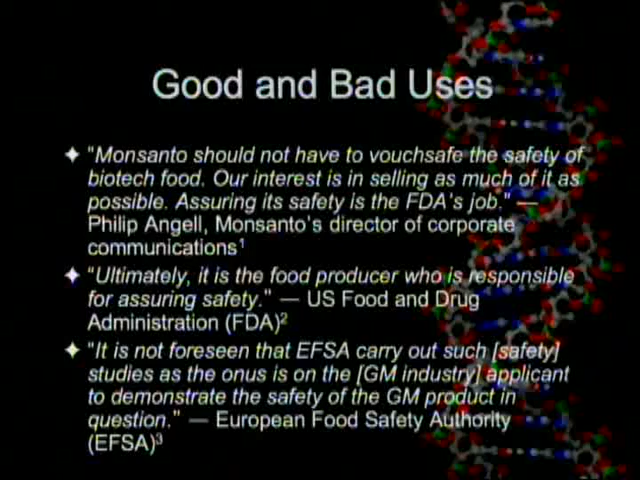 Good and Bad Uses
"Monsanto should not have to vouchsafe the safety of
biotech food. Our interest is in selling as much of it as
possible. Assuring its safety is the FDA's job." —
Philip Angell, Monsanto's director of corporate
communications¹
"Ultimately, it is the food producer who is responsible
for assuring safety." — US Food and Drug
Administration (FDA)²
"It is not foreseen that EFSA carry out such [safety]
studies as the onus is on the [GM industry] applicant
to demonstrate the safety of the GM product in
question." — European Food Safety Authority
(EFSA)³